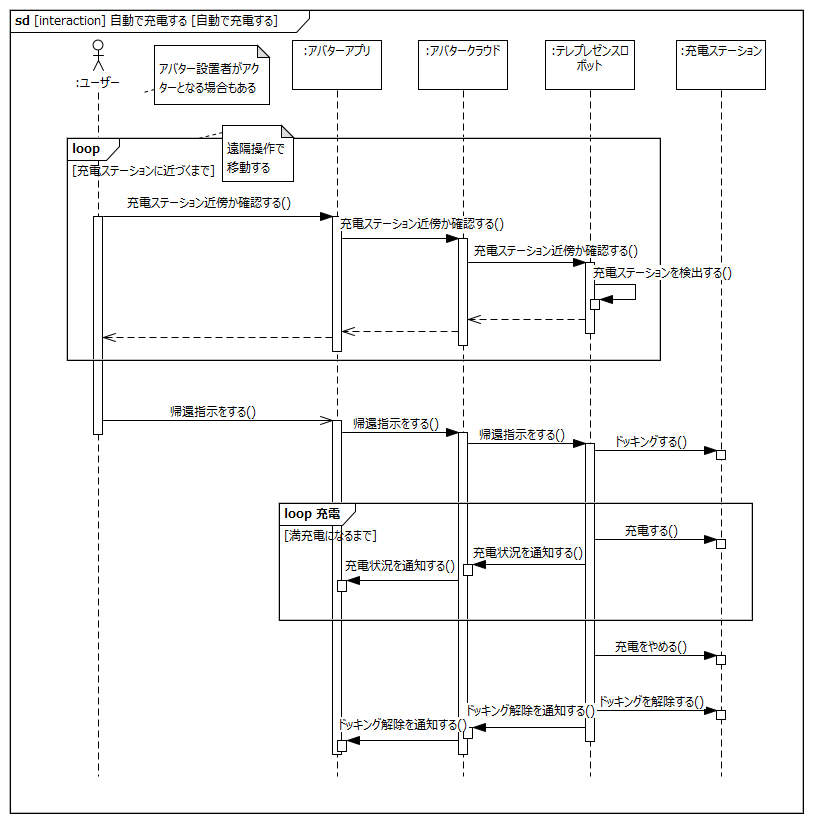 sd [interaction] 自動で充電する [自動で充電する]
:ユーザー
アバター設置者がアク
ターとなる場合もある
:アバターアプリ
:アバタークラウド
:テレプレゼンスロ
ボット
:充電ステーション
loop
[充電ステーションに近づくまで]
遠隔操作で
移動する
充電ステーション近傍か確認する()
充電ステーション近傍か確認する()
充電ステーション近傍か確認する()
充電ステーションを検出する()
帰還指示をする()
帰還指示をする()
帰還指示をする()
ドッキングする()
loop 充電
[満充電になるまで]
充電する()
充電状況を通知する()
充電状況を通知する()
充電をやめる()
ドッキングを解除する()
ドッキング解除を通知する()
ドッキング解除を通知する()